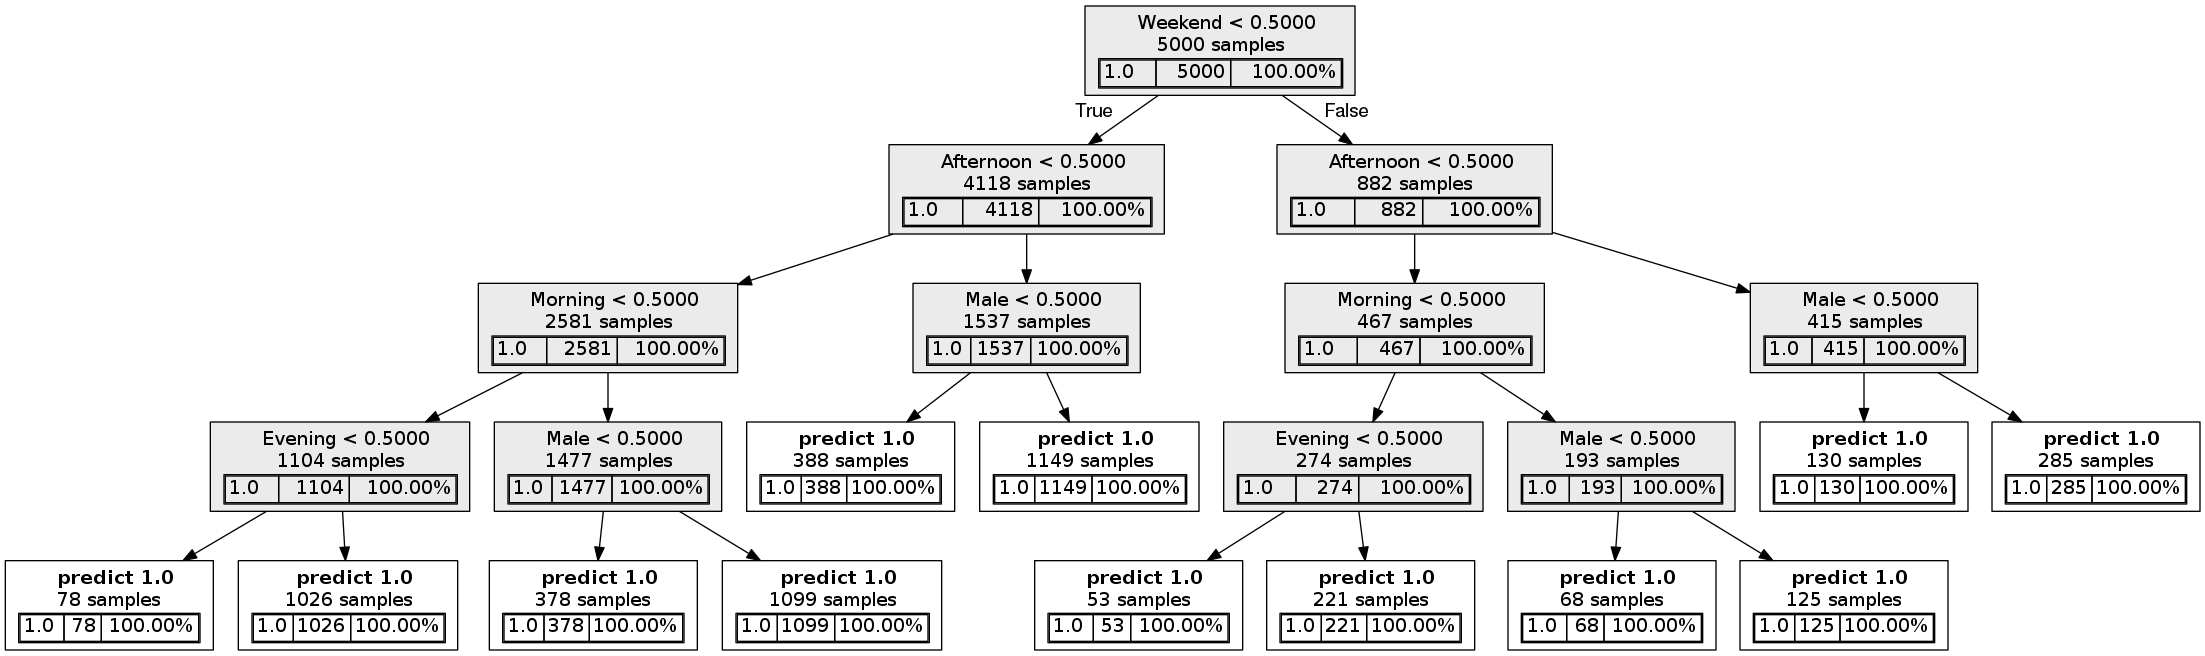 Weekend < 0.5000
5000 samples
1.0 5000 100.00%
True
False
Afternoon < 0.5000
4118 samples
1.0 4118 100.00%
Afternoon < 0.5000
882 samples
1.0 882 100.00%
Morning < 0.5000
2581 samples
1.0 2581 100.00%
Male < 0.5000
1537 samples
1.0 1537 100.00%
Morning < 0.5000
467 samples
1.0 467 100.00%
Male < 0.5000
415 samples
1.0 415 100.00%
Evening < 0.5000
1104 samples
1.0 1104 100.00%
Male < 0.5000
1477 samples
1.0 1477 100.00%
predict 1.0
388 samples
1.0 388 100.00%
predict 1.0
1149 samples
1.0 1149 100.00%
Evening < 0.5000
274 samples
1.0 274 100.00%
Male < 0.5000
193 samples
1.0 193 100.00%
predict 1.0
130 samples
1.0 130 100.00%
predict 1.0
285 samples
1.0 285 100.00%
predict 1.0
78 samples
1.0 78 100.00%
predict 1.0
1026 samples
1.0 1026 100.00%
predict 1.0
378 samples
1.0 378 100.00%
predict 1.0
1099 samples
1.0 1099 100.00%
predict 1.0
53 samples
1.0 53 100.00%
predict 1.0
221 samples
1.0 221 100.00%
predict 1.0
68 samples
1.0 68 100.00%
predict 1.0
125 samples
1.0 125 100.00%